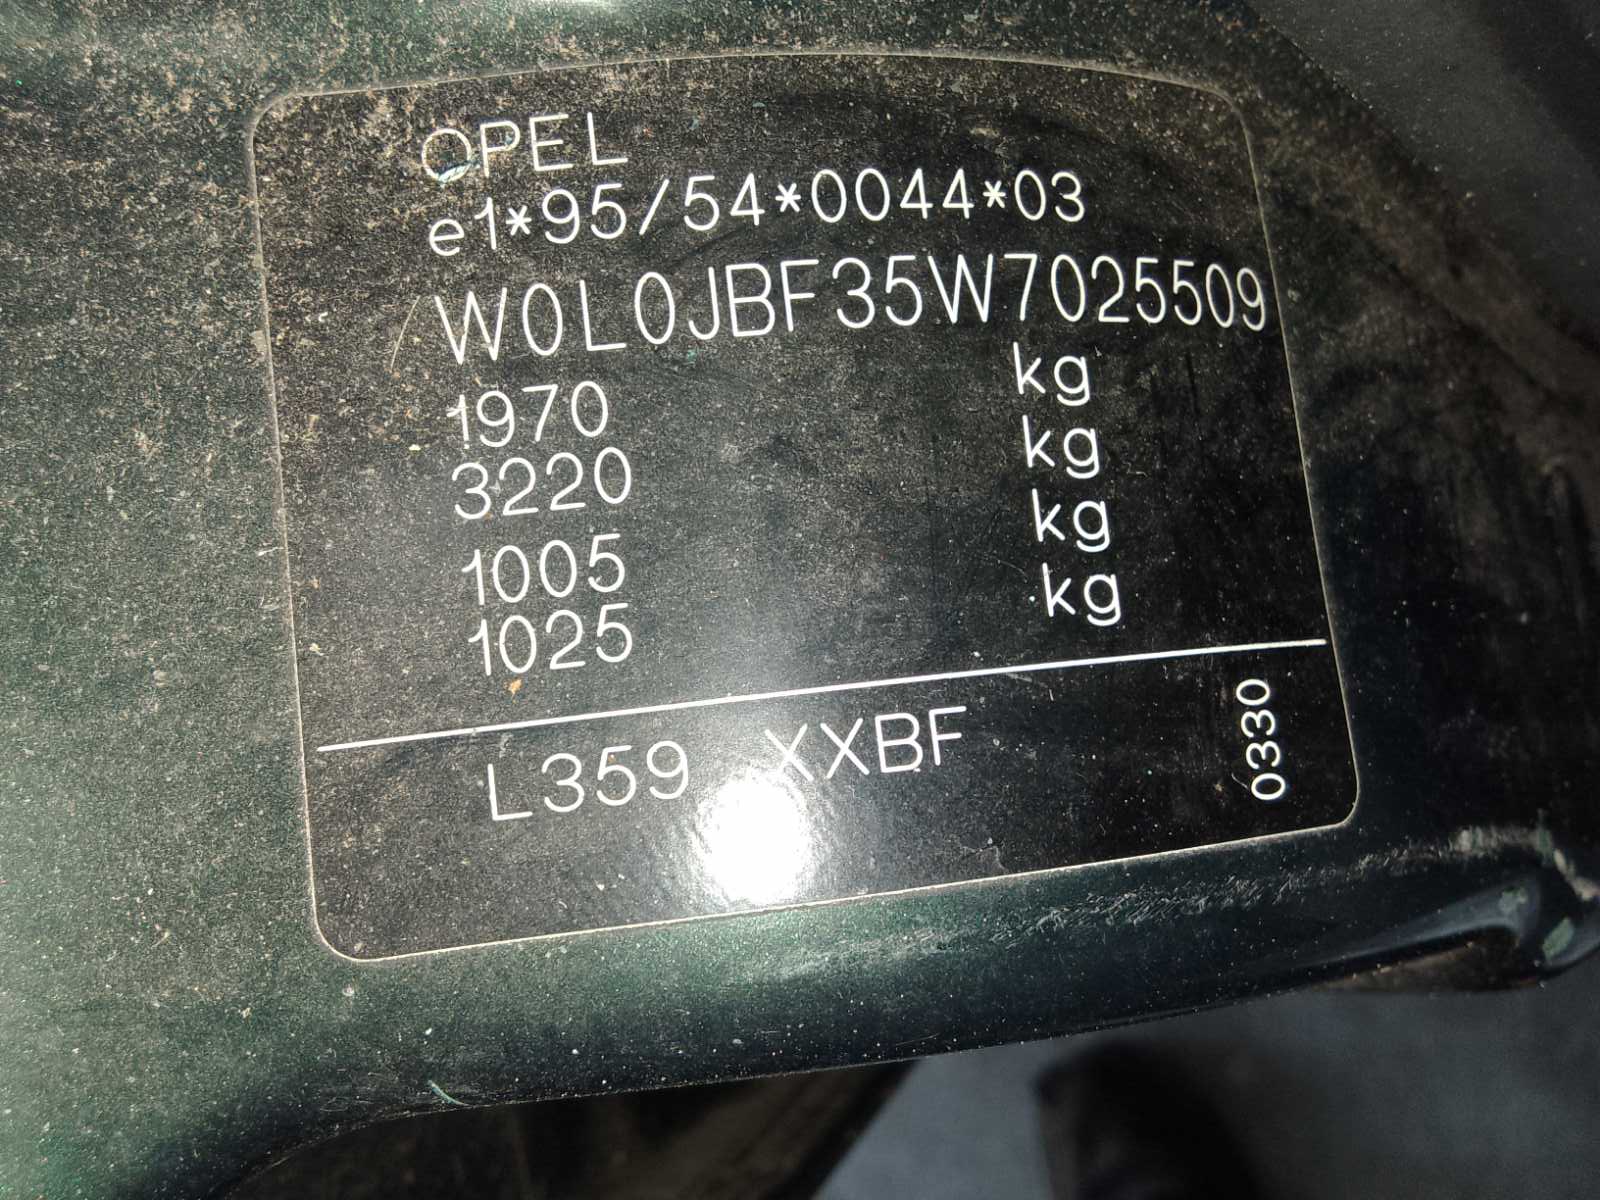 OPEL
e1*95/54*0044*03
W0L0JBF35W7025509
1970 kg
3220 kg
1005 kg
1025 kg
L359 XXBF
0330